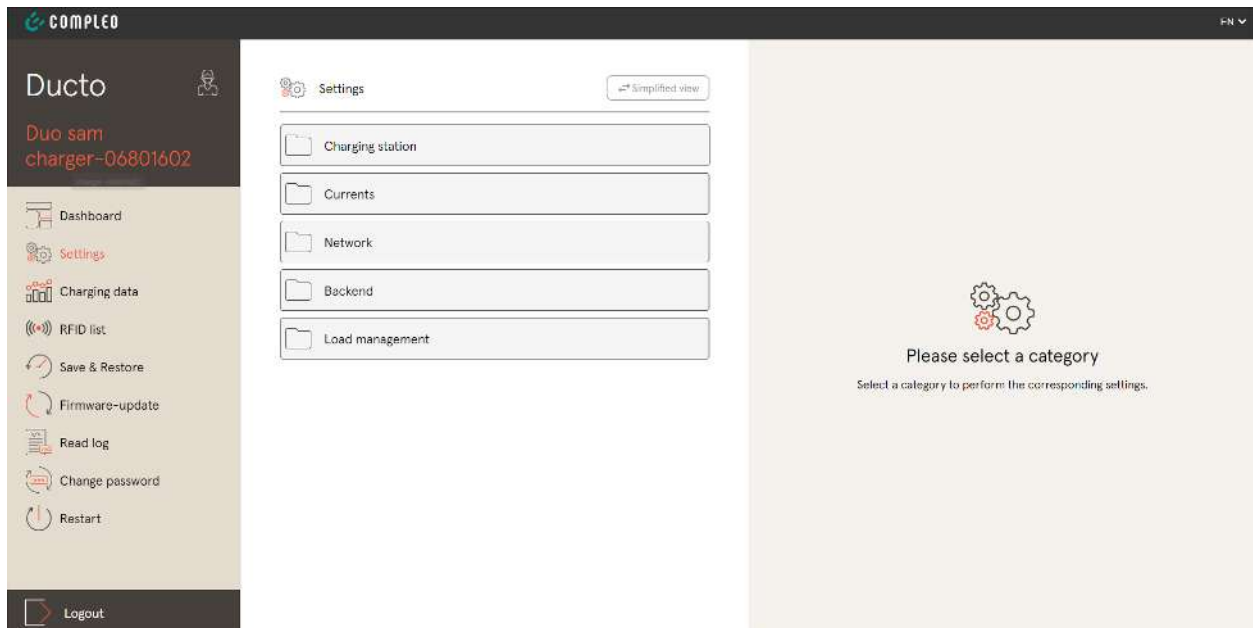 COMPLEO
EN
Ducto
Duo sam
charger-06801602
Dashboard
Settings
Charging data
RFID list
Save & Restore
Firmware-update
Read log
Change password
Restart
Logout
Settings
Simplified view
Charging station
Currents
Network
Backend
Load management
Please select a category
Select a category to perform the corresponding settings.